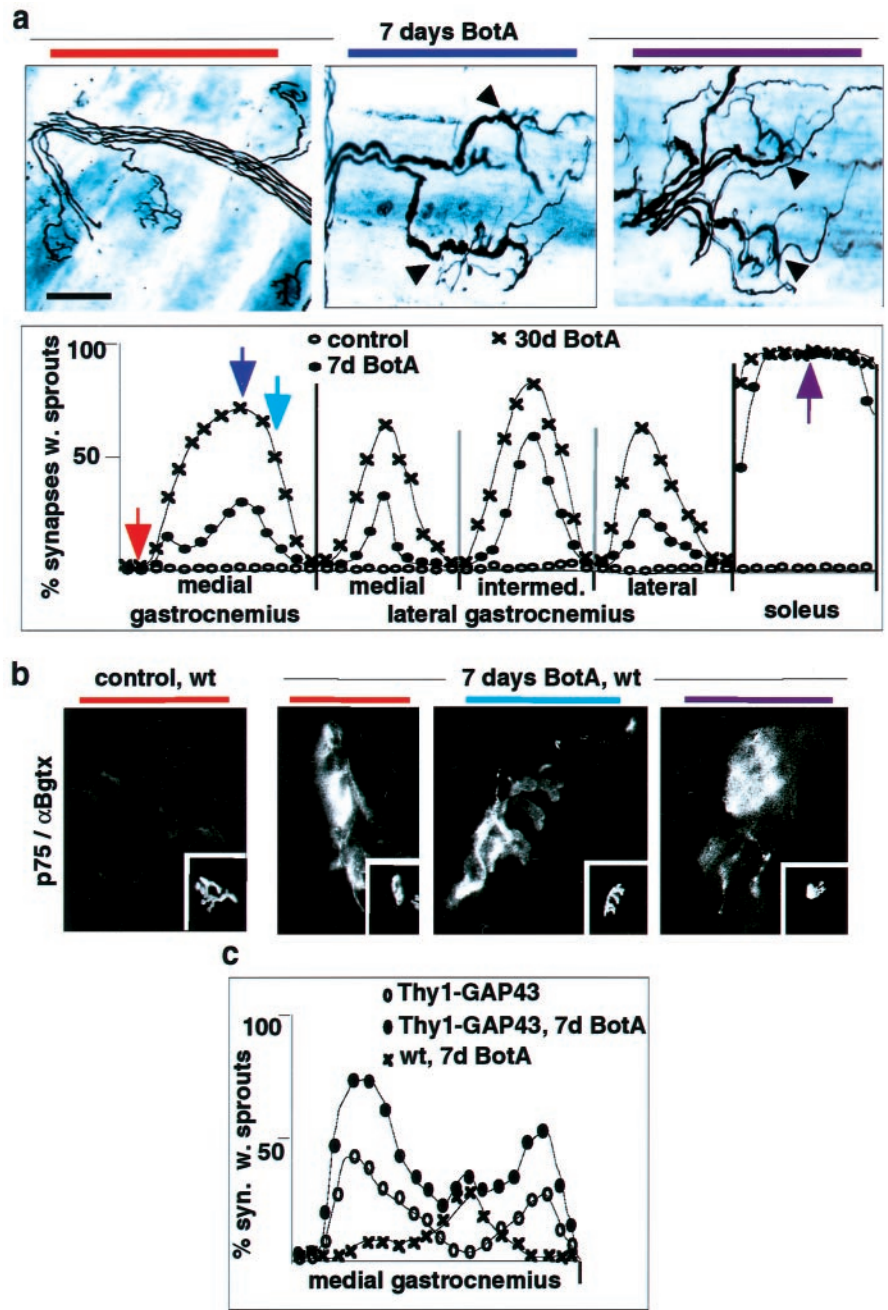 a
7 days BotA
control
30d BotA
7d BotA
100
50
% synapses w. sprouts
medial
medial
intermed.
lateral
gastrocnemius
lateral gastrocnemius
soleus
b
control, wt
7 days BotA, wt
p75 / αBgtx
c
Thy1-GAP43
Thy1-GAP43, 7d BotA
wt, 7d BotA
100
50
% syn. w. sprouts
medial gastrocnemius